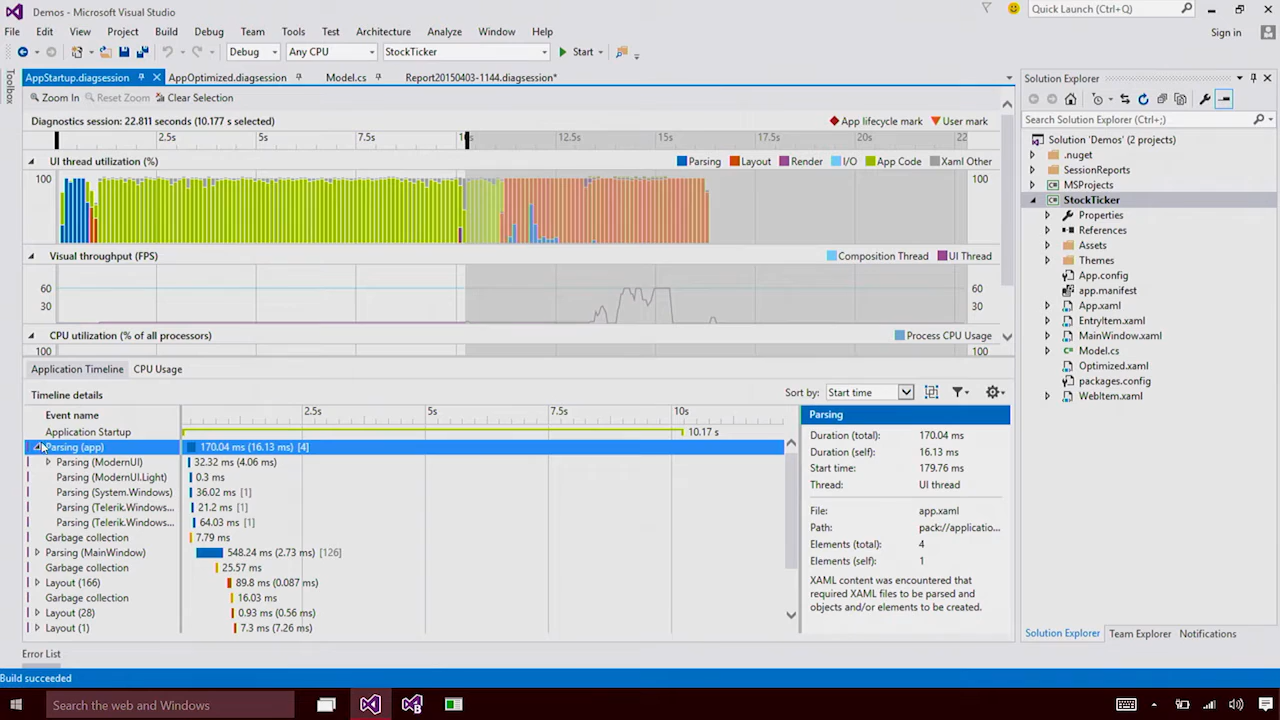 Demos - Microsoft Visual Studio
Quick Launch (Ctrl+Q)
File Edit View Project Build Debug Team Tools Test Architecture Analyze Window Help
Sign in
Debug Any CPU StockTicker Start
Toolbox
AppStartup.diagsession AppOptimized.diagsession Model.cs Report20150403-1144.diagsession*
Zoom In Reset Zoom Clear Selection
Diagnostics session: 22.811 seconds (10.177 s selected)
App lifecycle mark User mark
2.5s 5s 7.5s 10s 12.5s 15s 17.5s 20s 22
UI thread utilization (%)
Parsing Layout Render I/O App Code Xaml Other
100 100
Visual throughput (FPS)
Composition Thread UI Thread
60 60
30 30
CPU utilization (% of all processors)
Process CPU Usage
100 100
Application Timeline CPU Usage
Timeline details
Sort by: Start time
Event name 2.5s 5s 7.5s 10s
Application Startup 10.17 s
Parsing (app) 170.04 ms (16.13 ms) [4]
Parsing (ModernUI) 32.32 ms (4.06 ms)
Parsing (ModernUI.Light) 0.3 ms
Parsing (System.Windows) 36.02 ms [1]
Parsing (Telerik.Windows... 21.2 ms [1]
Parsing (Telerik.Windows... 64.03 ms [1]
Garbage collection 7.79 ms
Parsing (MainWindow) 548.24 ms (2.73 ms) [126]
Garbage collection 25.57 ms
Layout (166) 89.8 ms (0.087 ms)
Garbage collection 16.03 ms
Layout (28) 0.93 ms (0.56 ms)
Layout (1) 7.3 ms (7.26 ms)
Parsing
Duration (total): 170.04 ms
Duration (self): 16.13 ms
Start time: 179.76 ms
Thread: UI thread
File: app.xaml
Path: pack://applicatio...
Elements (total): 4
Elements (self): 1
XAML content was encountered that
required XAML files to be parsed and
objects and/or elements to be created.
Solution Explorer
Search Solution Explorer (Ctrl+;)
Solution 'Demos' (2 projects)
.nuget
SessionReports
MSProjects
StockTicker
Properties
References
Assets
Themes
App.config
app.manifest
App.xaml
EntryItem.xaml
MainWindow.xaml
Model.cs
Optimized.xaml
packages.config
WebItem.xaml
Solution Explorer Team Explorer Notifications
Error List
Build succeeded
Search the web and Windows